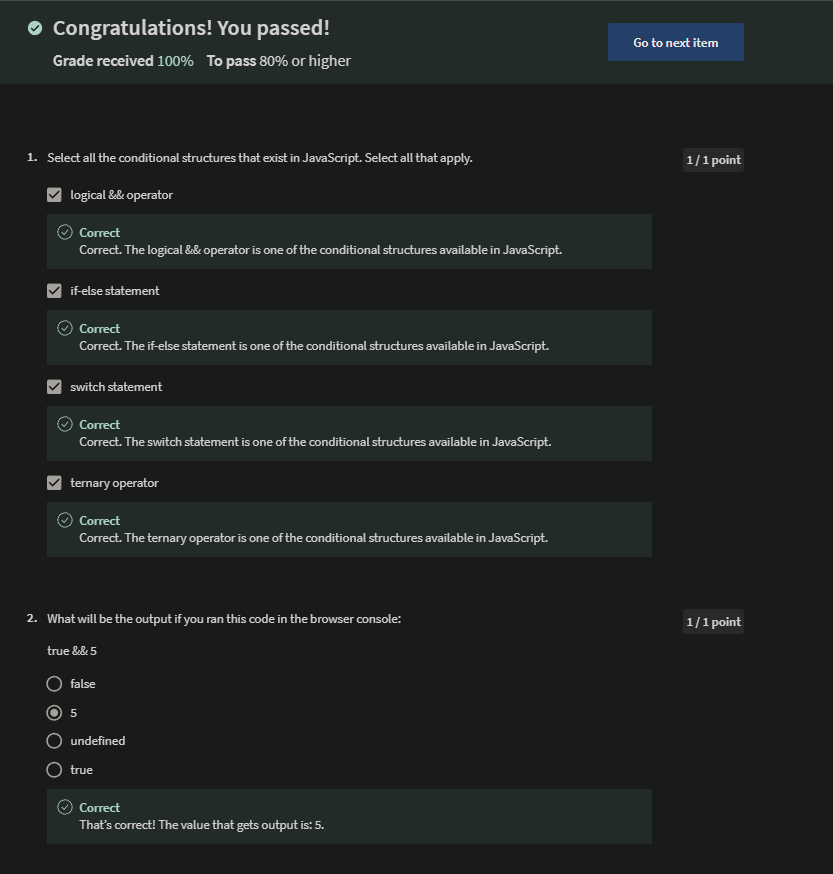 Congratulations! You passed!
Grade received 100% To pass 80% or higher
Go to next item
1. Select all the conditional structures that exist in JavaScript. Select all that apply.
1 / 1 point
logical && operator
Correct
Correct. The logical && operator is one of the conditional structures available in JavaScript.
if-else statement
Correct
Correct. The if-else statement is one of the conditional structures available in JavaScript.
switch statement
Correct
Correct. The switch statement is one of the conditional structures available in JavaScript.
ternary operator
Correct
Correct. The ternary operator is one of the conditional structures available in JavaScript.
2. What will be the output if you ran this code in the browser console:
1 / 1 point
true && 5
false
5
undefined
true
Correct
That's correct! The value that gets output is: 5.